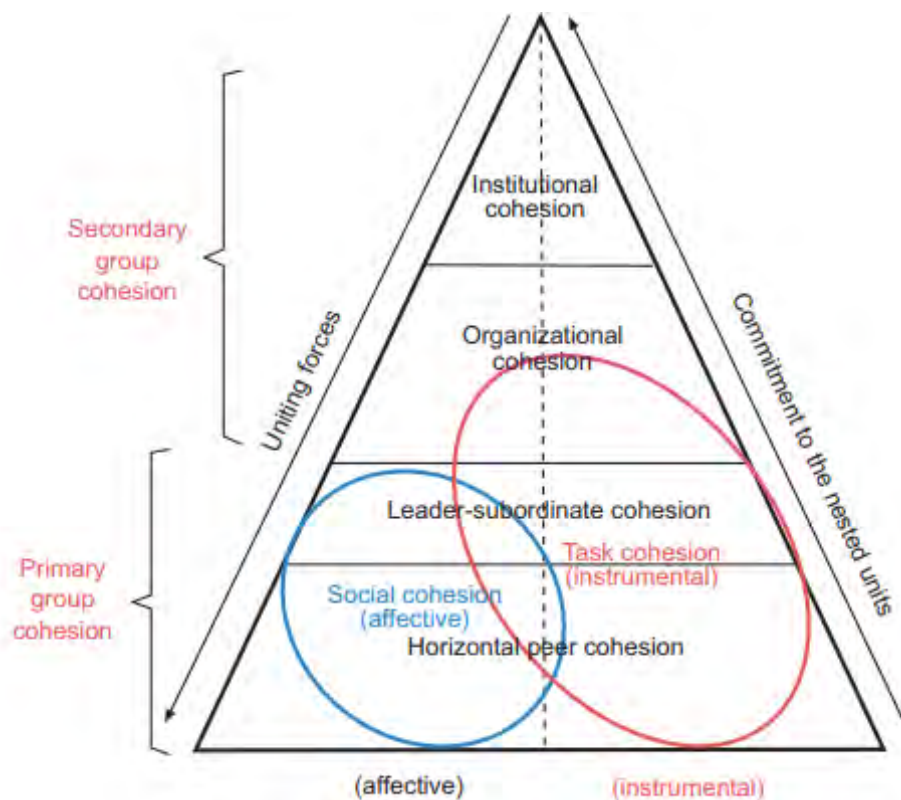 Institutional
cohesion
Secondary
group
cohesion
Uniting forces
Commitment to the nested units
Organizational
cohesion
Leader-subordinate cohesion
Task cohesion
(instrumental)
Primary
group
cohesion
Social cohesion
(affective)
Horizontal peer cohesion
(affective)
(instrumental)